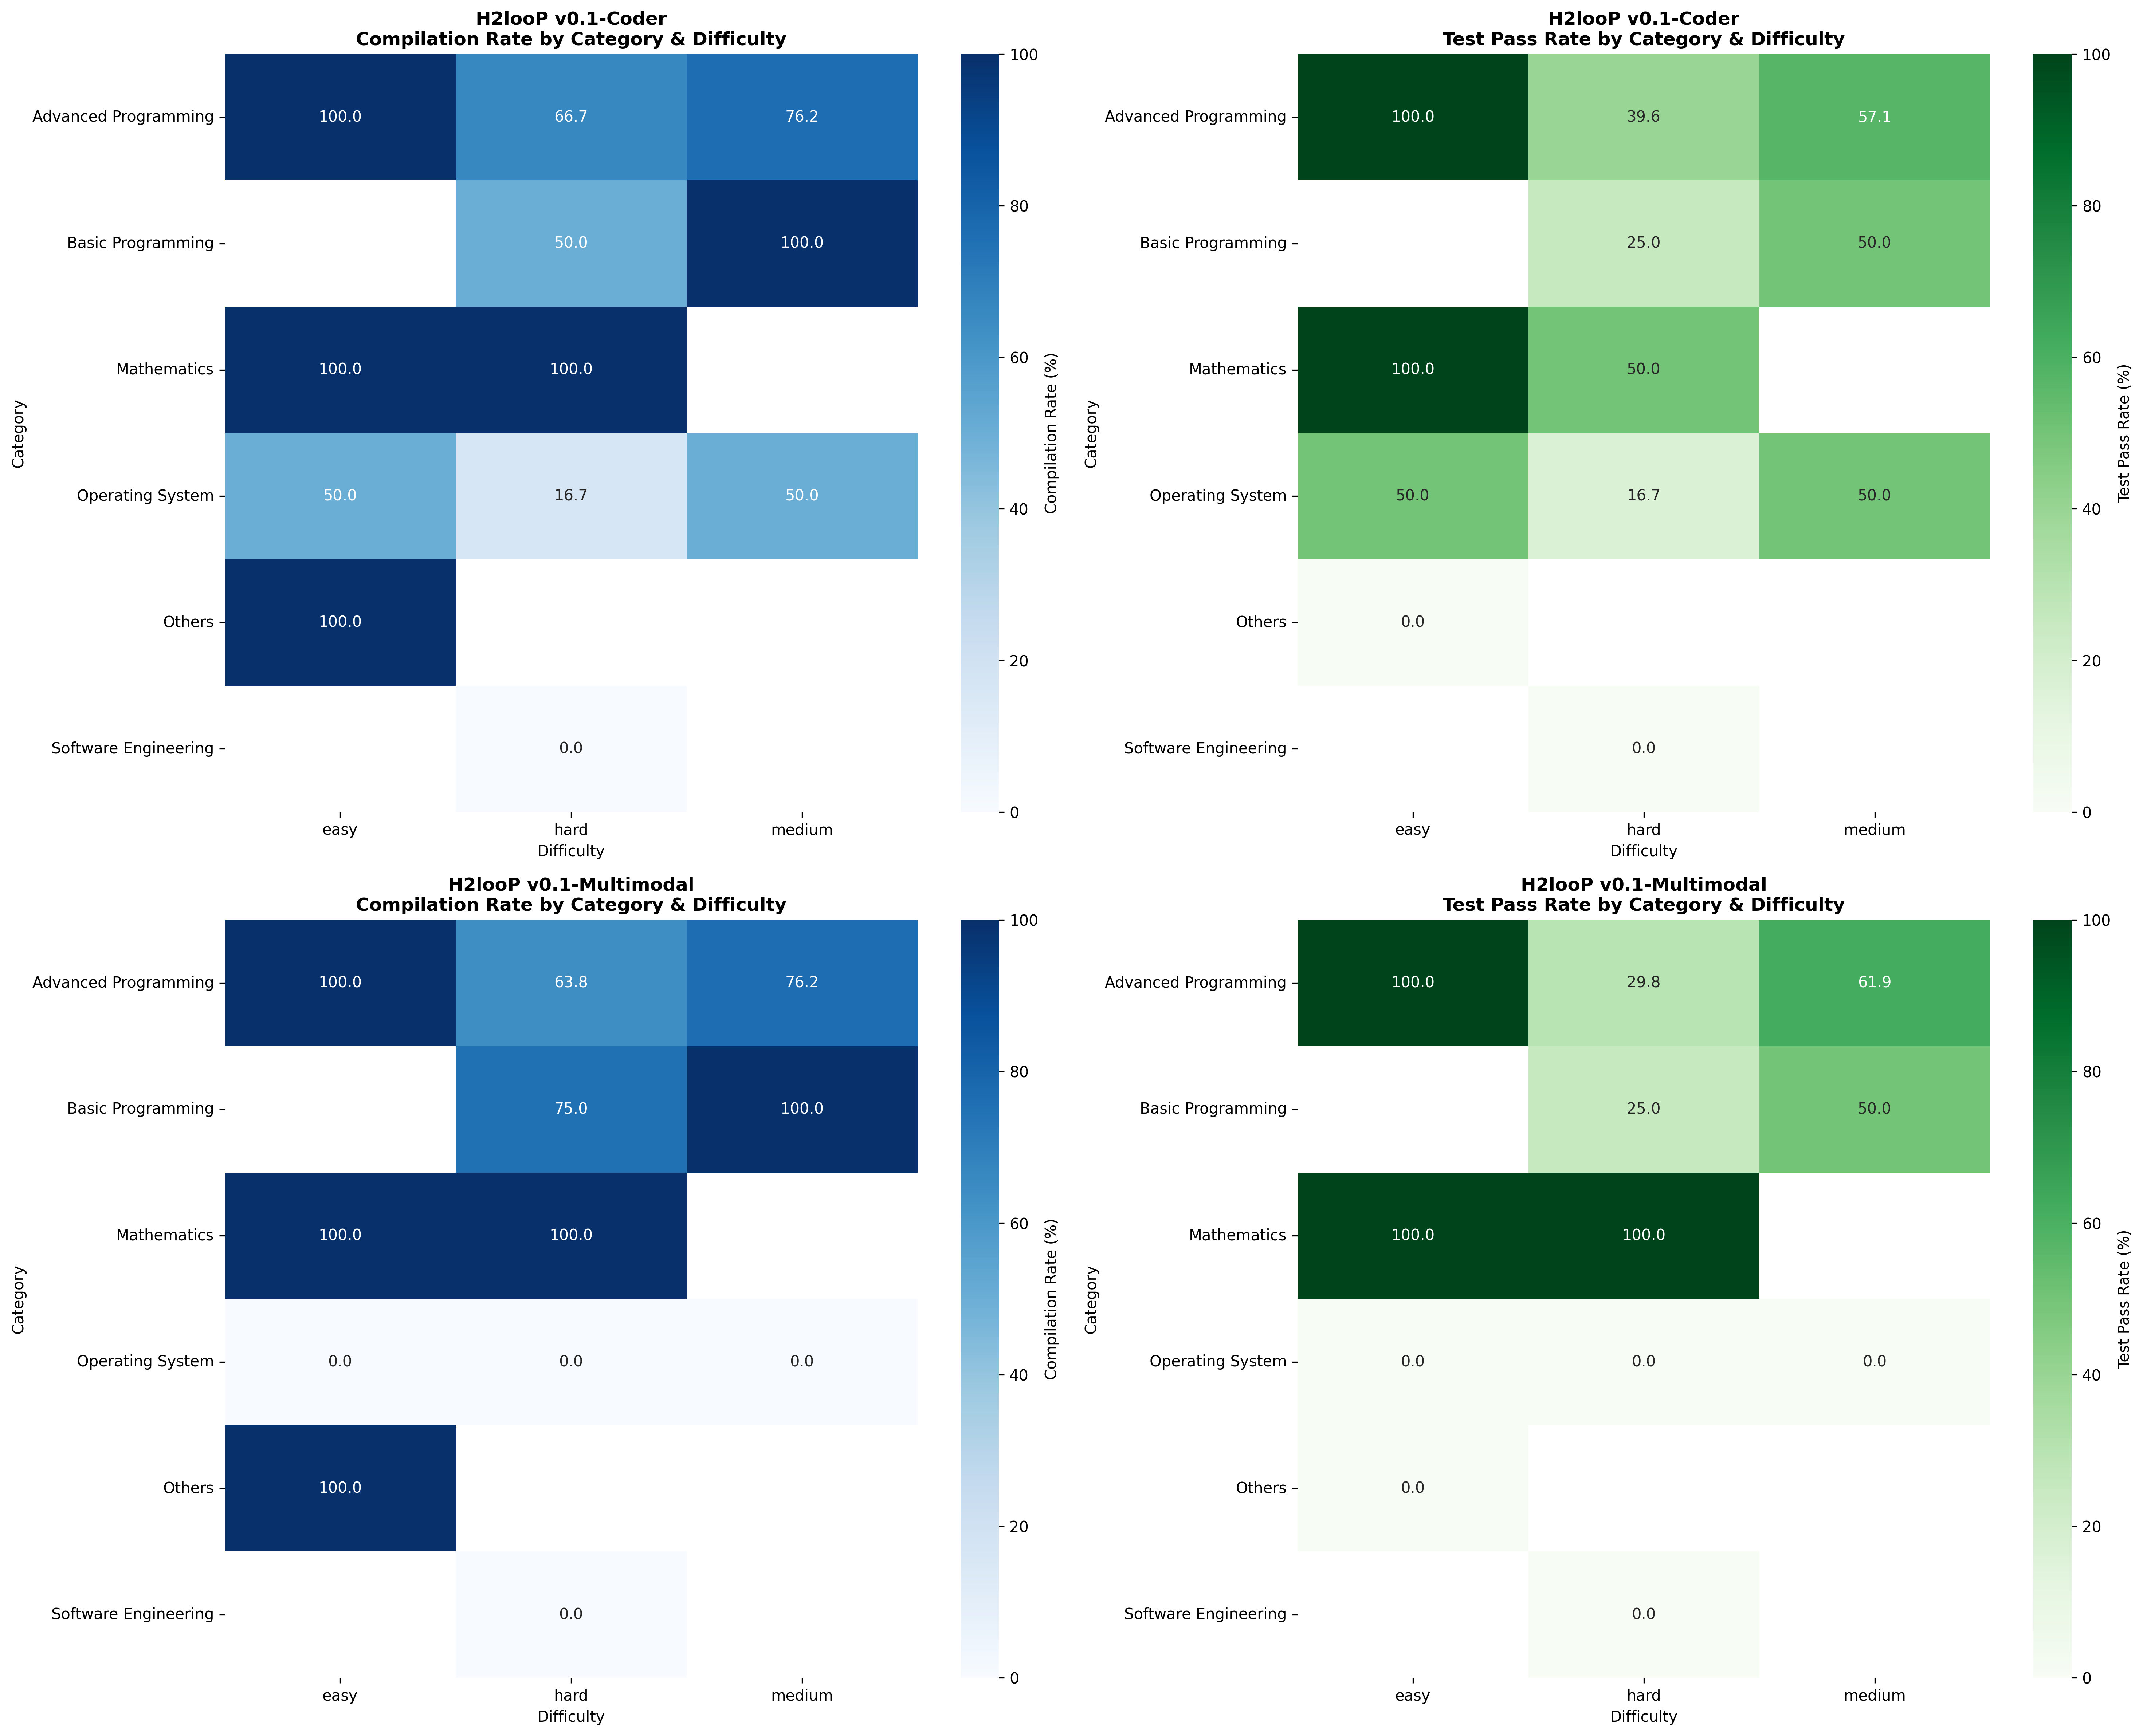 H2looP v0.1-Coder
Compilation Rate by Category & Difficulty
Category
Advanced Programming
100.0 66.7 76.2
Basic Programming
50.0 100.0
Mathematics
100.0 100.0
Operating System
50.0 16.7 50.0
Others
100.0
Software Engineering
0.0
easy hard medium
Difficulty
100
80
60
40
20
0
Compilation Rate (%)
H2looP v0.1-Coder
Test Pass Rate by Category & Difficulty
Category
Advanced Programming
100.0 39.6 57.1
Basic Programming
25.0 50.0
Mathematics
100.0 50.0
Operating System
50.0 16.7 50.0
Others
0.0
Software Engineering
0.0
easy hard medium
Difficulty
100
80
60
40
20
0
Test Pass Rate (%)
H2looP v0.1-Multimodal
Compilation Rate by Category & Difficulty
Category
Advanced Programming
100.0 63.8 76.2
Basic Programming
75.0 100.0
Mathematics
100.0 100.0
Operating System
0.0 0.0 0.0
Others
100.0
Software Engineering
0.0
easy hard medium
Difficulty
100
80
60
40
20
0
Compilation Rate (%)
H2looP v0.1-Multimodal
Test Pass Rate by Category & Difficulty
Category
Advanced Programming
100.0 29.8 61.9
Basic Programming
25.0 50.0
Mathematics
100.0 100.0
Operating System
0.0 0.0 0.0
Others
0.0
Software Engineering
0.0
easy hard medium
Difficulty
100
80
60
40
20
0
Test Pass Rate (%)